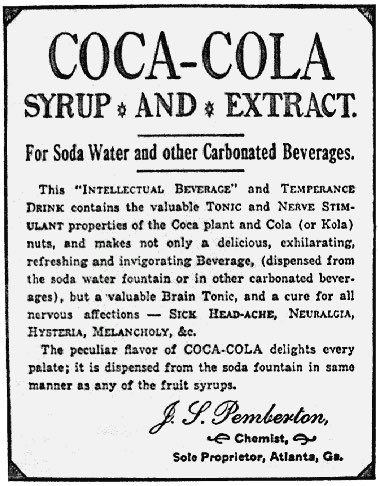 COCA-COLA
SYRUP * AND * EXTRACT.
For Soda Water and other Carbonated Beverages.
This "INTELLECTUAL BEVERAGE" and TEMPERANCE
DRINK contains the valuable TONIC and NERVE STIM-
ULANT properties of the Coca plant and Cola (or Kola)
nuts, and makes not only a delicious, exhilarating,
refreshing and invigorating Beverage, (dispensed from
the soda water fountain or in other carbonated bever-
ages), but a valuable Brain Tonic, and a cure for all
nervous affections — SICK HEAD-ACHE, NEURALGIA,
HYSTERIA, MELANCHOLY, &c.
The peculiar flavor of COCA-COLA delights every
palate; it is dispensed from the soda fountain in same
manner as any of the fruit syrups.
J. S. Pemberton,
Chemist,
Sole Proprietor, Atlanta, Ga.